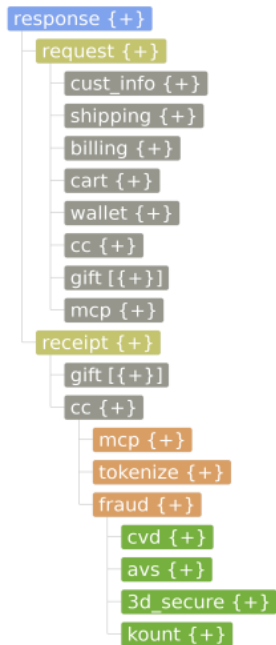 response {+}
request {+}
cust_info {+}
shipping {+}
billing {+}
cart {+}
wallet {+}
cc {+}
gift [{+}]
mcp {+}
receipt {+}
gift [{+}]
cc {+}
mcp {+}
tokenize {+}
fraud {+}
cvd {+}
avs {+}
3d_secure {+}
kount {+}